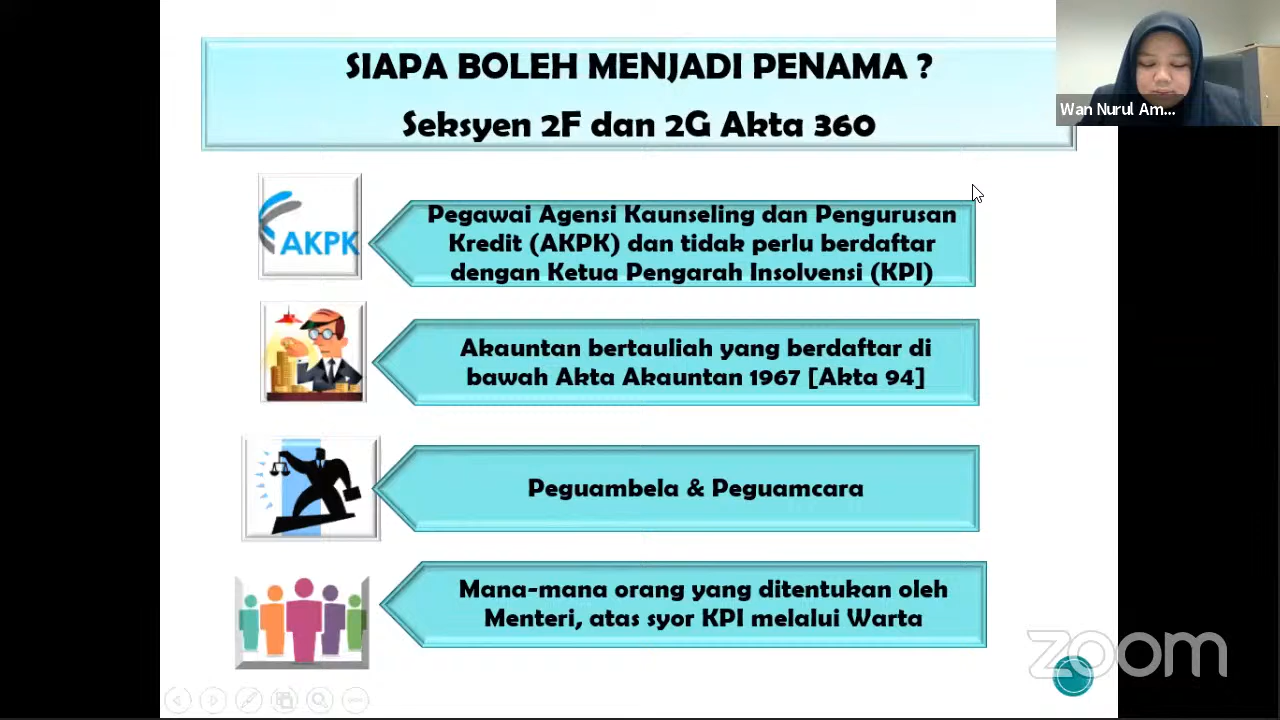 SIAPA BOLEH MENJADI PENAMA ?
Seksyen 2F dan 2G Akta 360
Wan Nurul Am...
AKPK
Pegawai Agensi Kaunseling dan Pengurusan
Kredit (AKPK) dan tidak perlu berdaftar
dengan Ketua Pengarah Insolvensi (KPI)
Akauntan bertauliah yang berdaftar di
bawah Akta Akauntan 1967 [Akta 94]
Peguambela & Peguamcara
Mana-mana orang yang ditentukan oleh
Menteri, atas syor KPI melalui Warta
zoom